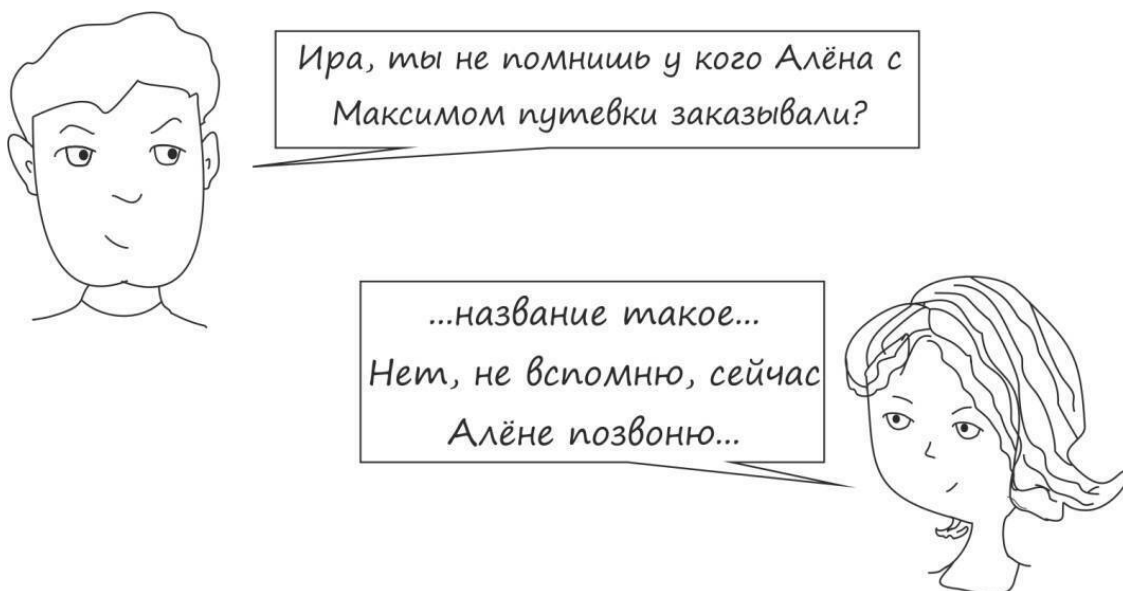 Ира, ты не помнишь у кого Алёна с
Максимом путевки заказывали?
...название такое...
Нет, не вспомню, сейчас
Алёне позвоню...